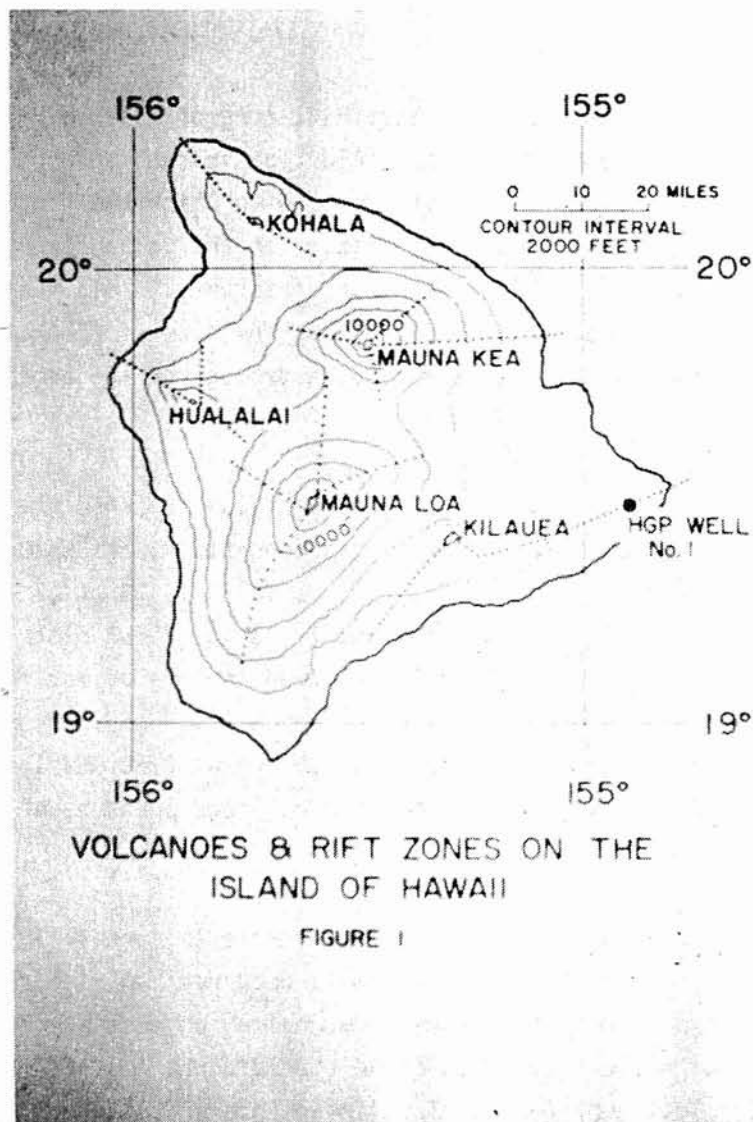 156°
155°
0 10 20 MILES
CONTOUR INTERVAL
2000 FEET
KOHALA
20°
20°
10000
MAUNA KEA
HUALALAI
MAUNA LOA
10000
KILAUEA
HGP WELL
No. 1
19°
19°
156°
155°
VOLCANOES & RIFT ZONES ON THE
ISLAND OF HAWAII
FIGURE 1